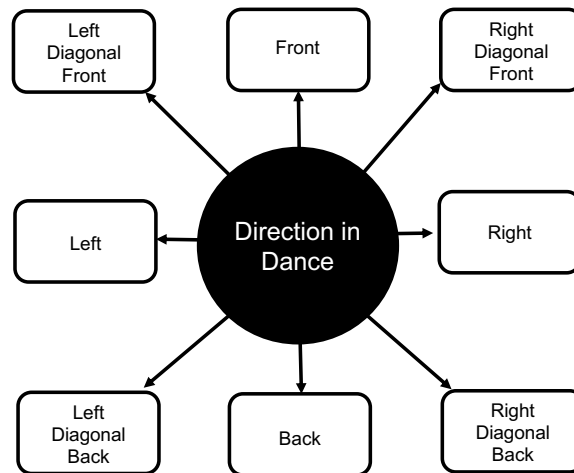 Left
Diagonal
Front
Front
Right
Diagonal
Front
Left
Direction in
Dance
Right
Left
Diagonal
Back
Back
Right
Diagonal
Back